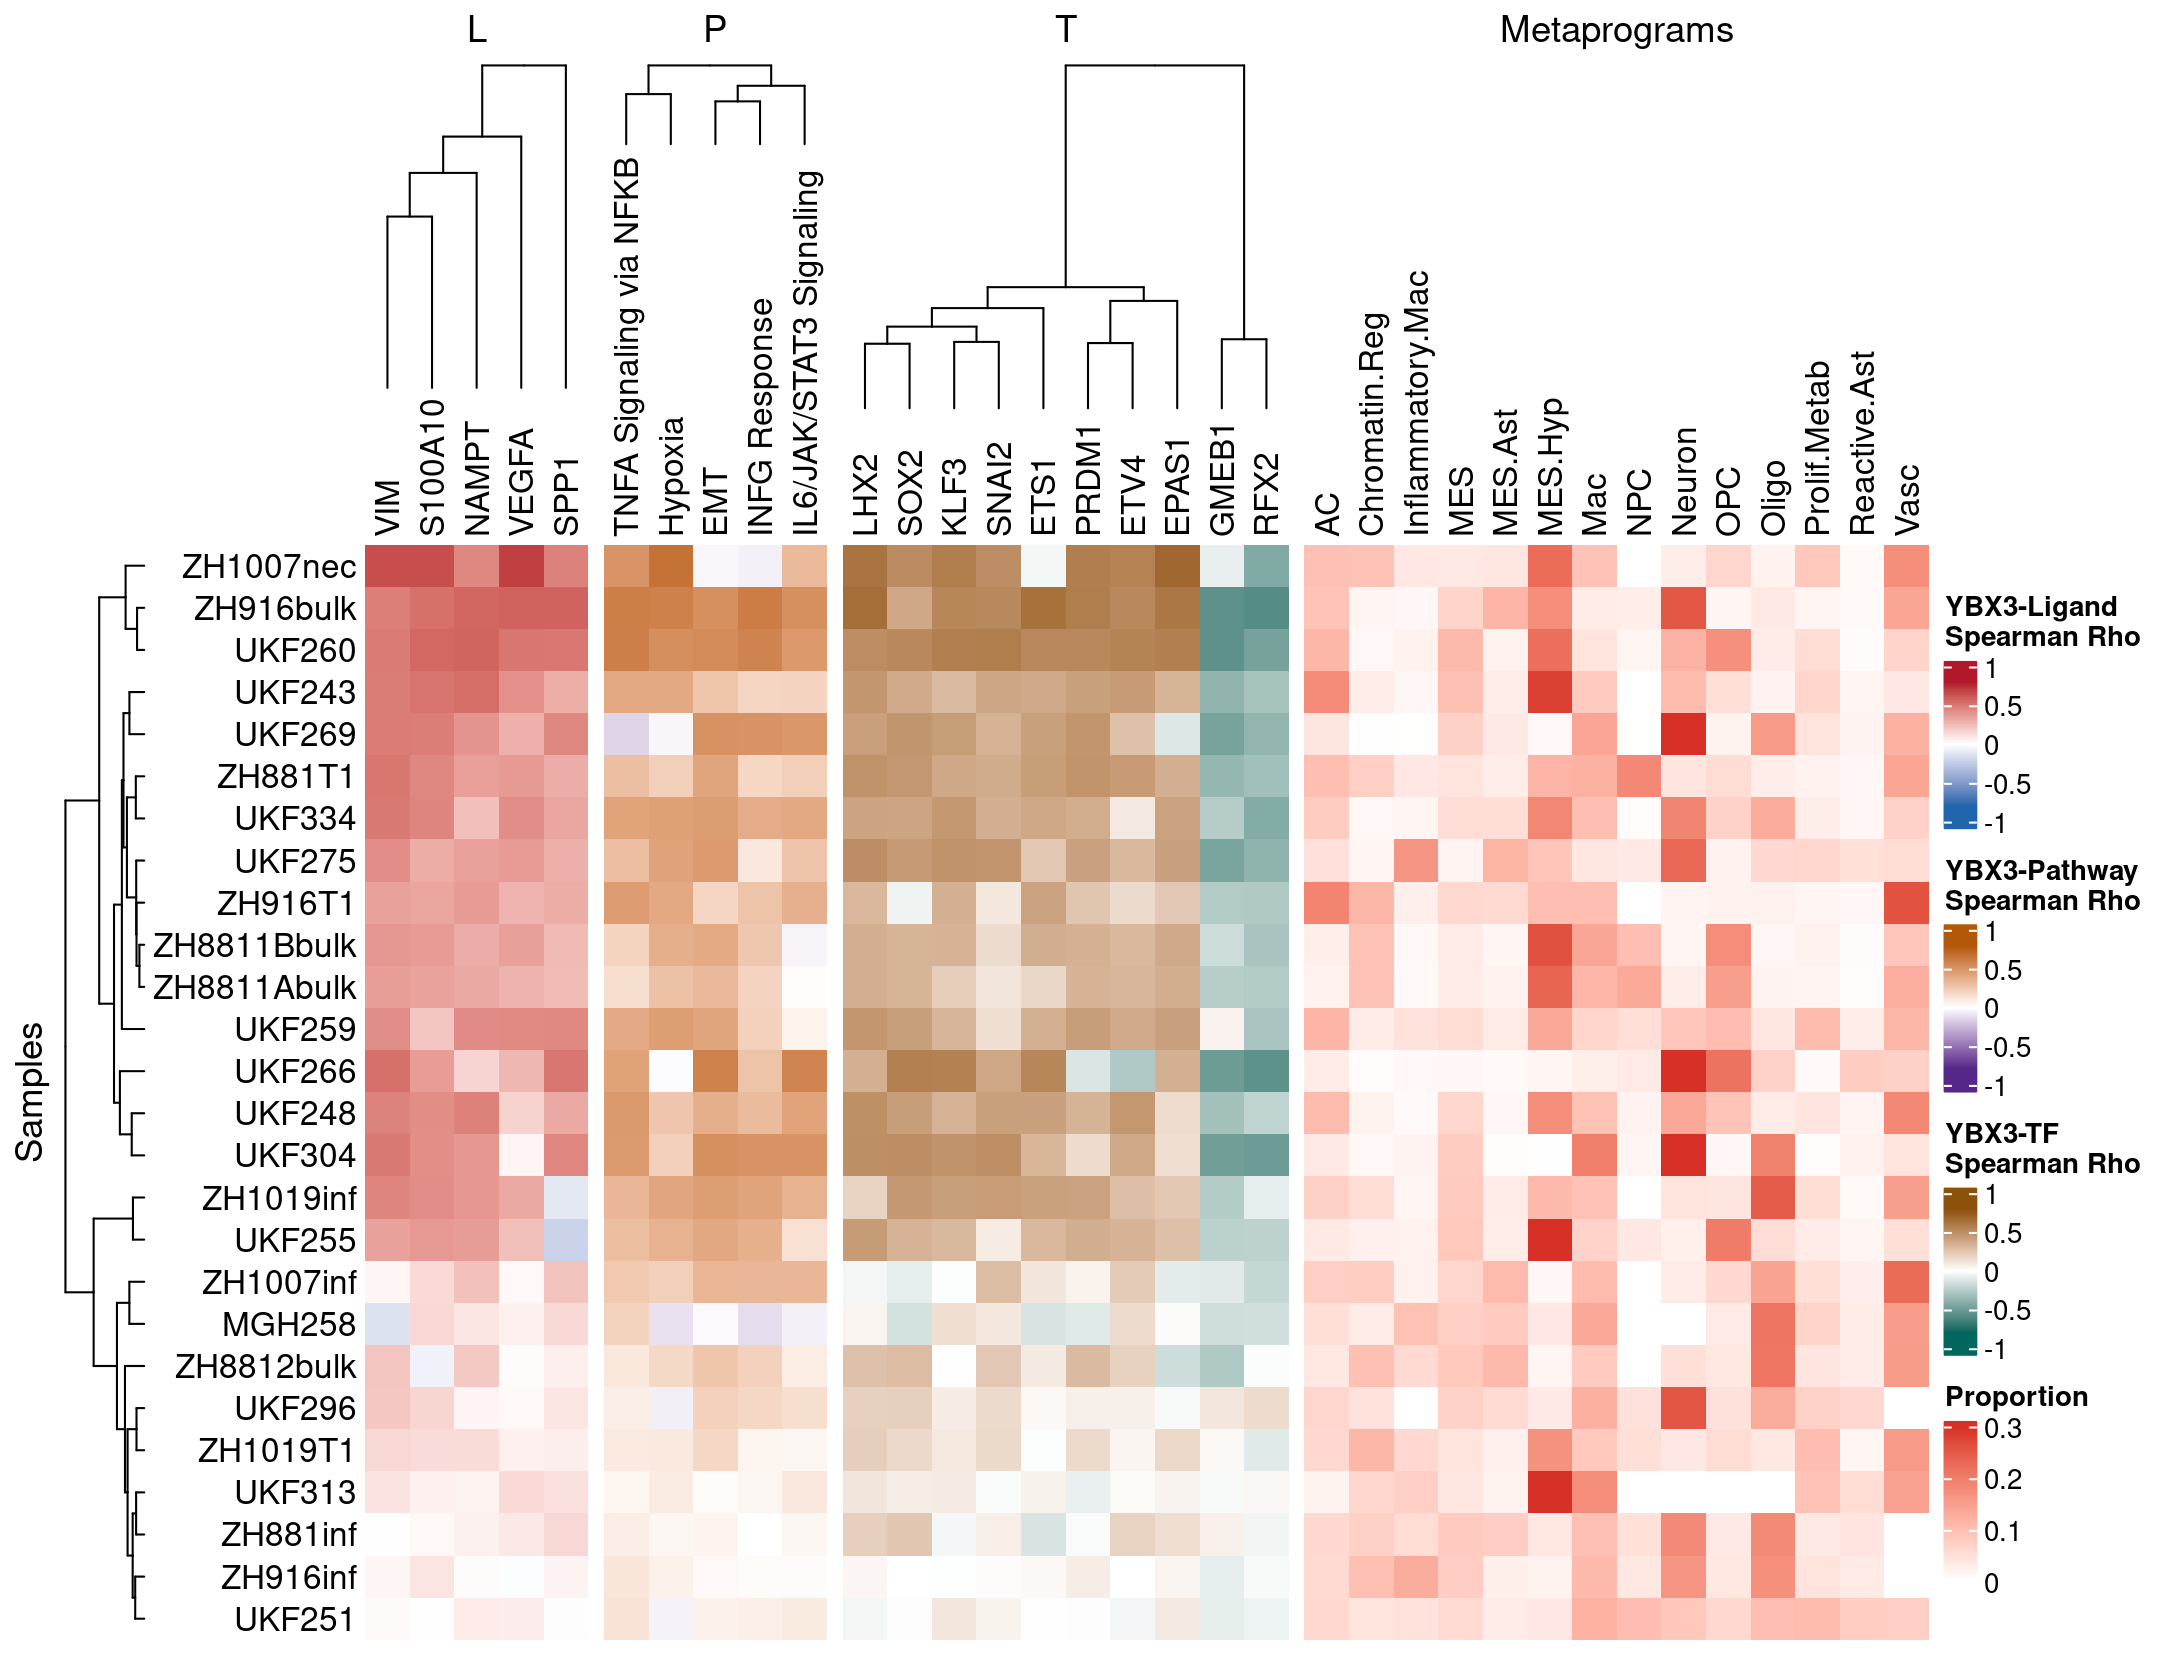 L
P
T
Metaprograms
VIM
S100A10
NAMPT
VEGFA
SPP1
TNFA Signaling via NFKB
Hypoxia
EMT
INFG Response
IL6/JAK/STAT3 Signaling
LHX2
SOX2
KLF3
SNAI2
ETS1
PRDM1
ETV4
EPAS1
GMEB1
RFX2
AC
Chromatin.Reg
Inflammatory.Mac
MES
MES.Ast
MES.Hyp
Mac
NPC
Neuron
OPC
Oligo
Prolif.Metab
Reactive.Ast
Vasc
Samples
ZH1007nec
ZH916bulk
UKF260
UKF243
UKF269
ZH881T1
UKF334
UKF275
ZH916T1
ZH8811Bbulk
ZH8811Abulk
UKF259
UKF266
UKF248
UKF304
ZH1019inf
UKF255
ZH1007inf
MGH258
ZH8812bulk
UKF296
ZH1019T1
UKF313
ZH881inf
ZH916inf
UKF251
YBX3-Ligand
Spearman Rho
1
0.5
0
-0.5
-1
YBX3-Pathway
Spearman Rho
1
0.5
0
-0.5
-1
YBX3-TF
Spearman Rho
1
0.5
0
-0.5
-1
Proportion
0.3
0.2
0.1
0